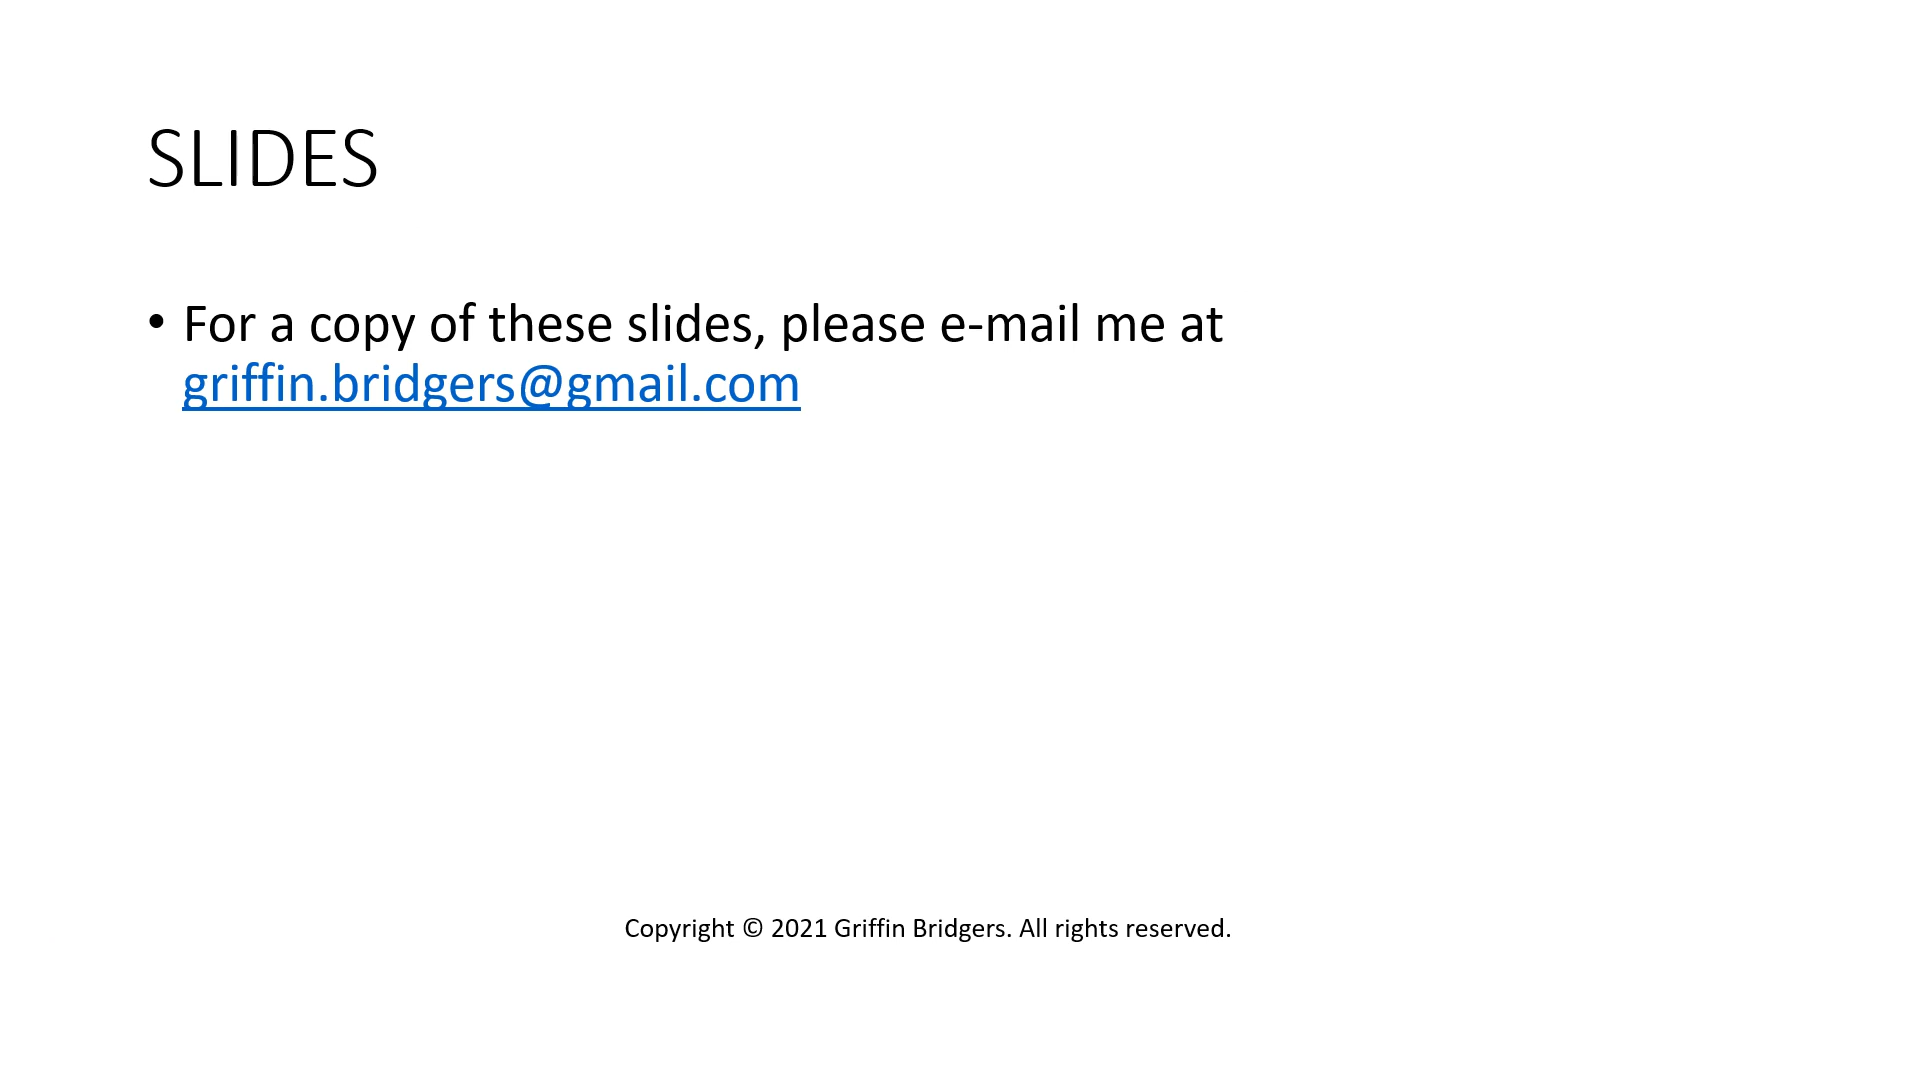 SLIDES
• For a copy of these slides, please e-mail me at
griffin.bridgers@gmail.com
Copyright © 2021 Griffin Bridgers. All rights reserved.